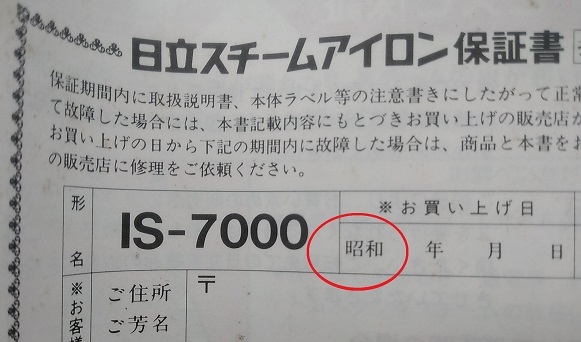 日立スチームアイロン保証書
保証期間内に取扱説明書、本体ラベル等の注意書きにしたがって正常
て故障した場合には、本書記載内容にもとづきお買い上げの販売店が
お買い上げの日から下記の期間内に故障した場合は、商品と本書をお
の販売店に修理をご依頼ください。
形名
IS-7000
※お買い上げ日
昭和 年 月 日
※お客様
ご住所
〒
ご芳名